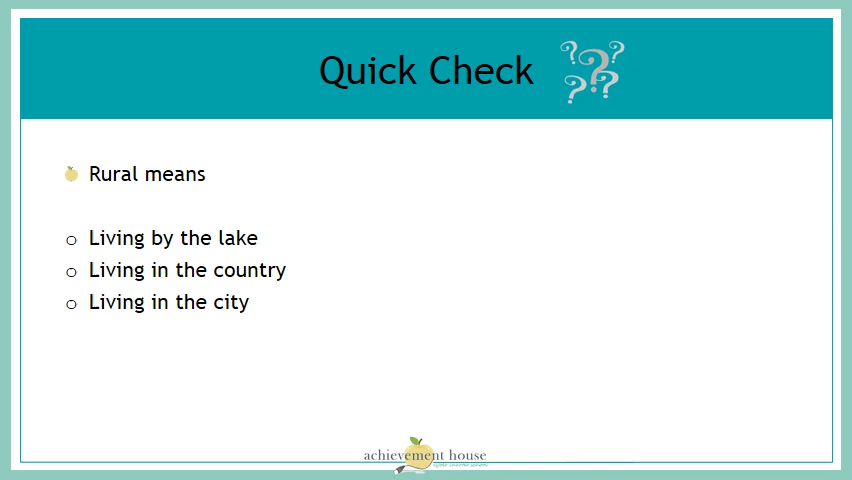 Quick Check
Rural means
Living by the lake
Living in the country
Living in the city
achievement house